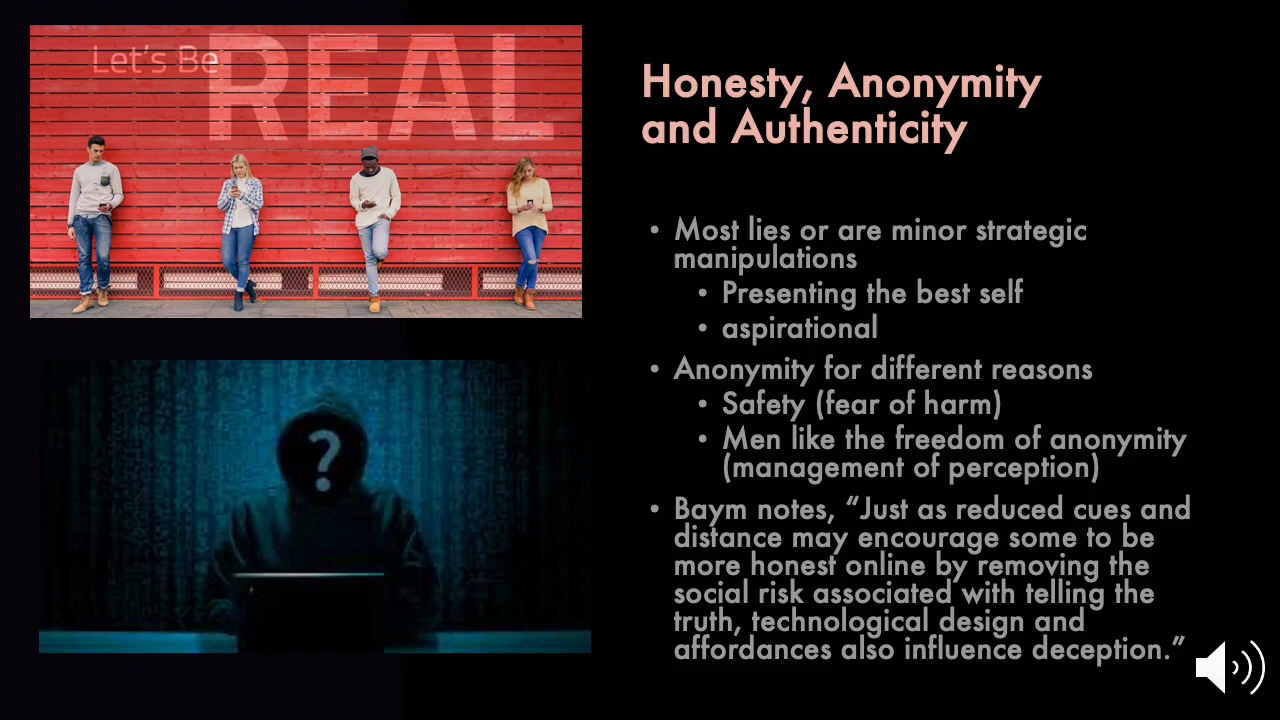 Let's Be REAL
Honesty, Anonymity
and Authenticity
• Most lies or are minor strategic
manipulations
• Presenting the best self
• aspirational
• Anonymity for different reasons
• Safety (fear of harm)
• Men like the freedom of anonymity
(management of perception)
• Baym notes, “Just as reduced cues and
distance may encourage some to be
more honest online by removing the
social risk associated with telling the
truth, technological design and
affordances also influence deception.”
?